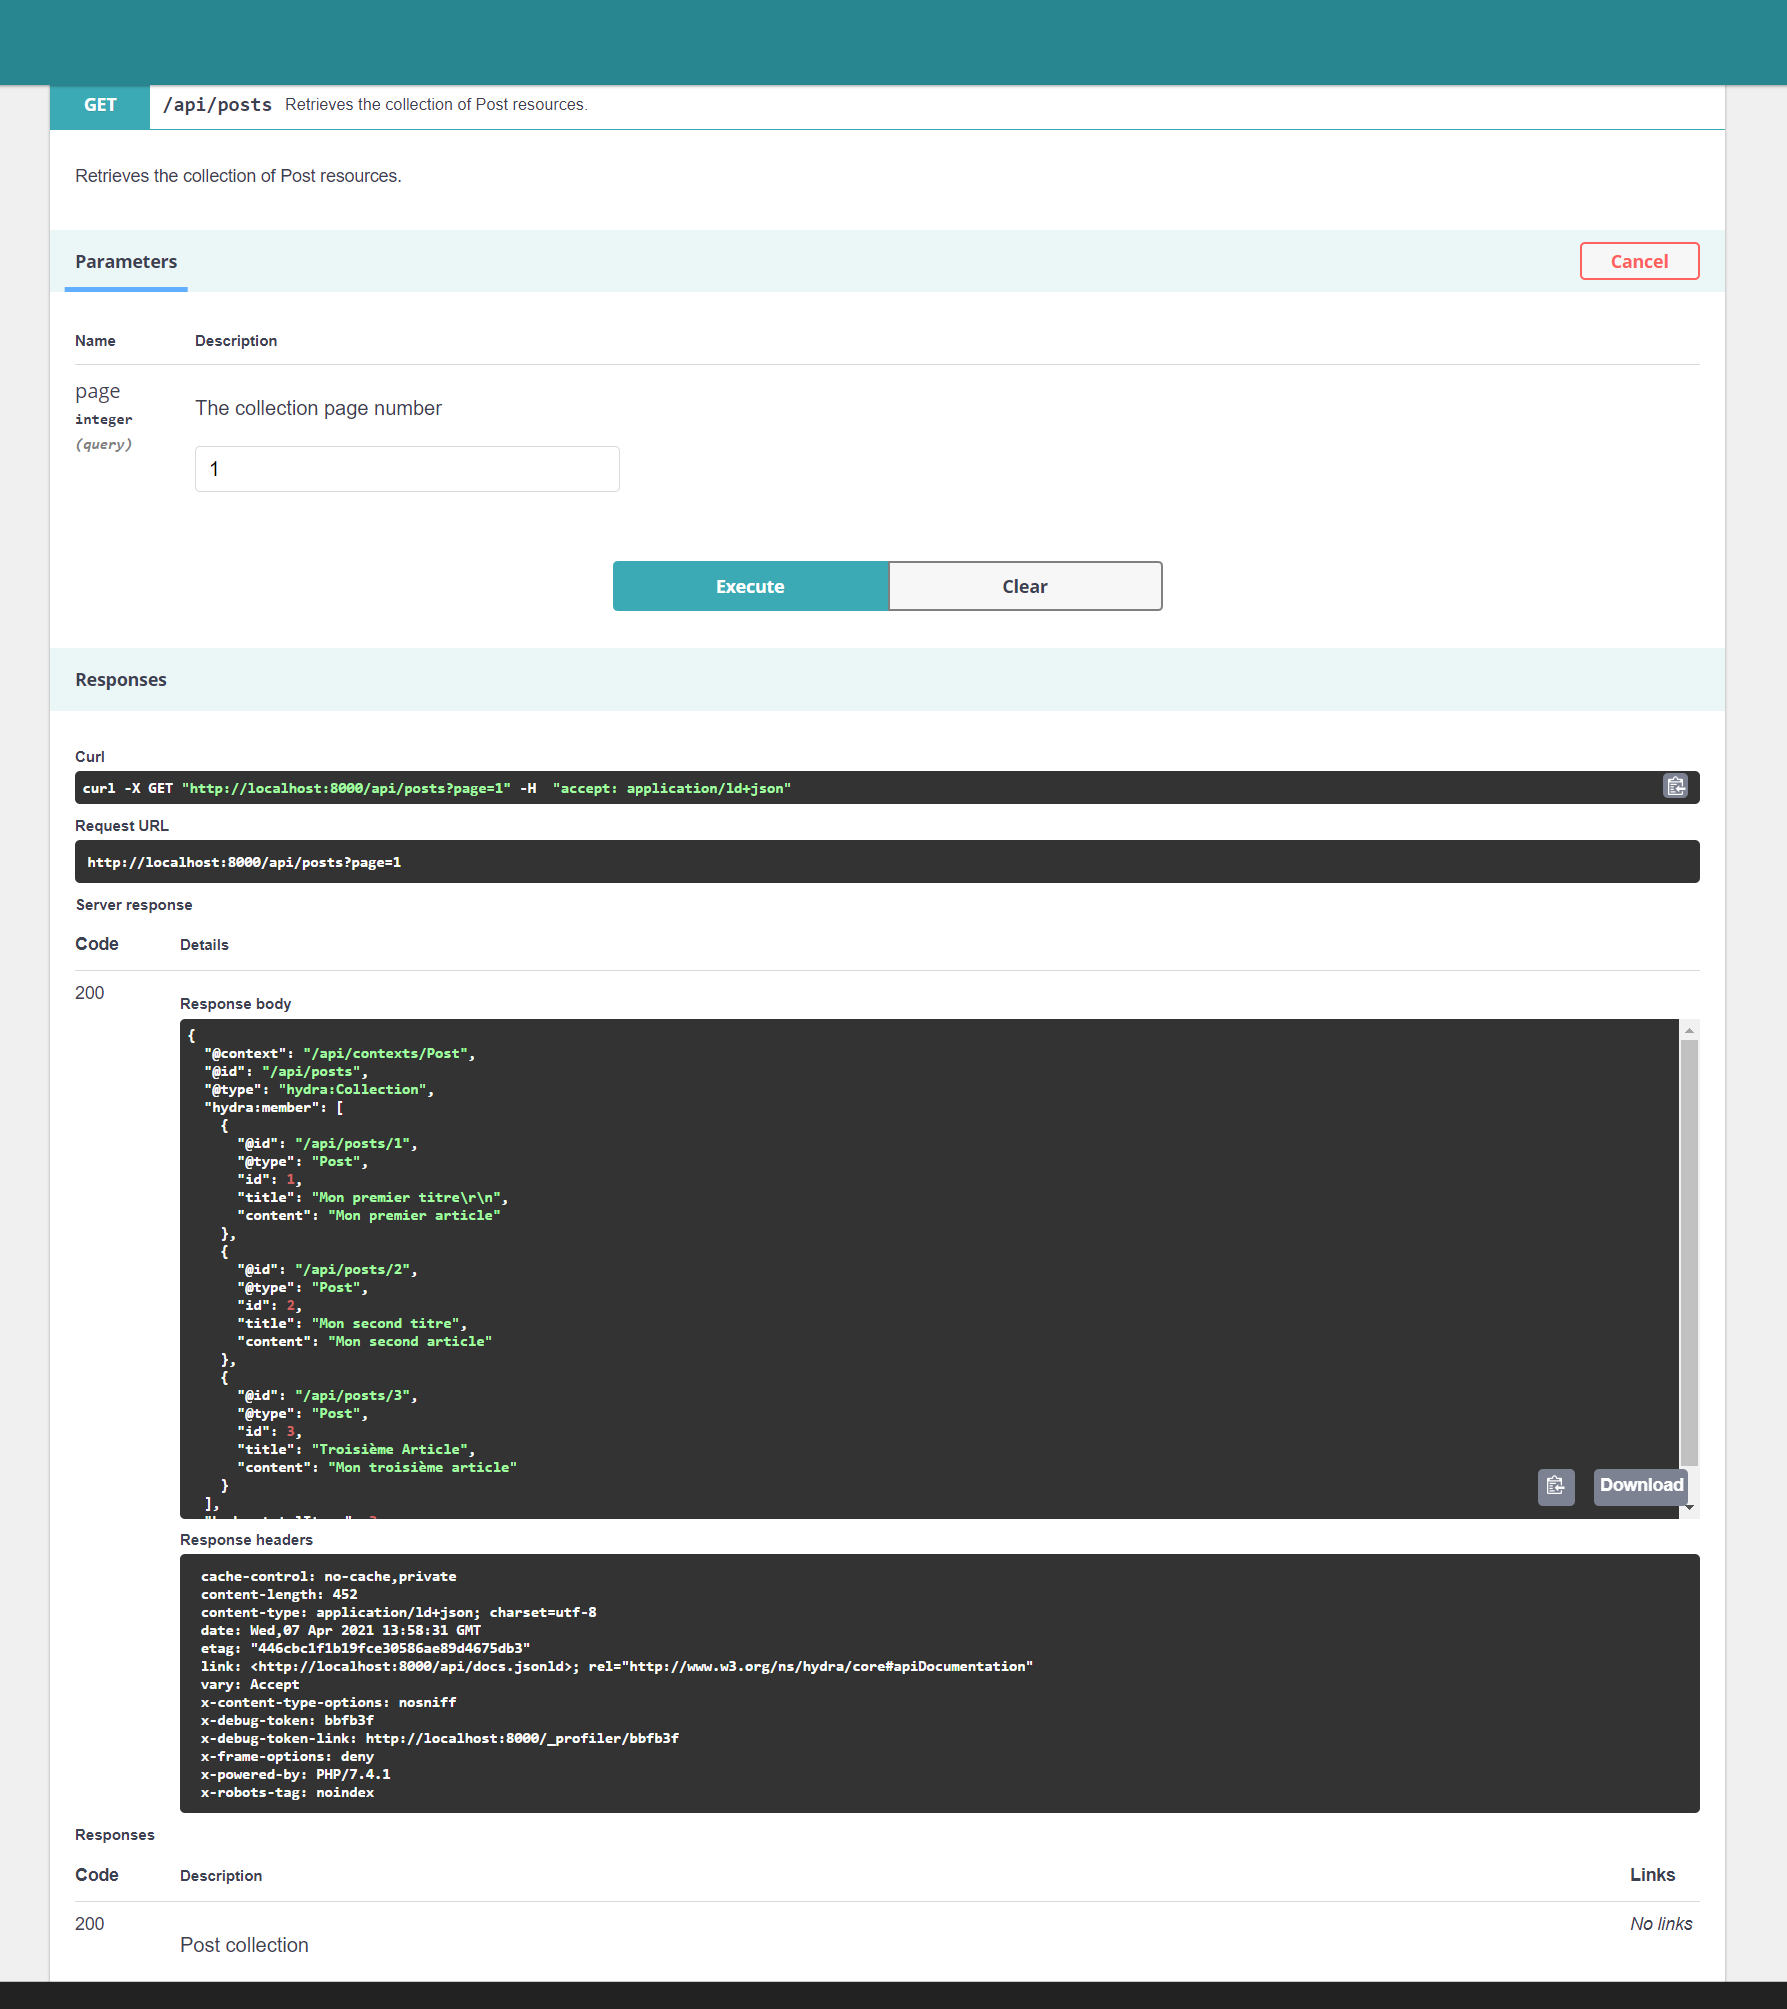 GET /api/posts Retrieves the collection of Post resources.
Retrieves the collection of Post resources.
Parameters
Cancel
Name Description
page
integer
(query)
The collection page number
1
Execute Clear
Responses
Curl
curl -X GET "http://localhost:8000/api/posts?page=1" -H  "accept: application/ld+json"
Request URL
http://localhost:8000/api/posts?page=1
Server response
Code Details
200
Response body
{
  "@context": "/api/contexts/Post",
  "@id": "/api/posts",
  "@type": "hydra:Collection",
  "hydra:member": [
    {
      "@id": "/api/posts/1",
      "@type": "Post",
      "id": 1,
      "title": "Mon premier titre\r\n",
      "content": "Mon premier article"
    },
    {
      "@id": "/api/posts/2",
      "@type": "Post",
      "id": 2,
      "title": "Mon second titre",
      "content": "Mon second article"
    },
    {
      "@id": "/api/posts/3",
      "@type": "Post",
      "id": 3,
      "title": "Troisième Article",
      "content": "Mon troisième article"
    }
  ],
Download
Response headers
cache-control: no-cache,private
content-length: 452
content-type: application/ld+json; charset=utf-8
date: Wed,07 Apr 2021 13:58:31 GMT
etag: "446cbc1f1b19fce30586ae89d4675db3"
link: <http://localhost:8000/api/docs.jsonld>; rel="http://www.w3.org/ns/hydra/core#apiDocumentation"
vary: Accept
x-content-type-options: nosniff
x-debug-token: bbfb3f
x-debug-token-link: http://localhost:8000/_profiler/bbfb3f
x-frame-options: deny
x-powered-by: PHP/7.4.1
x-robots-tag: noindex
Responses
Code Description Links
200
Post collection
No links